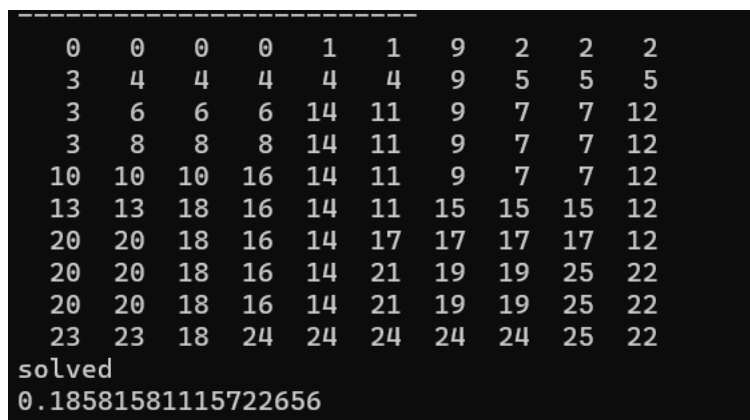 -------------------------
0 0 0 0 1 1 9 2 2 2
3 4 4 4 4 4 9 5 5 5
3 6 6 6 14 11 9 7 7 12
3 8 8 8 14 11 9 7 7 12
10 10 10 16 14 11 9 7 7 12
13 13 18 16 14 11 15 15 15 12
20 20 18 16 14 17 17 17 17 12
20 20 18 16 14 21 19 19 25 22
20 20 18 16 14 21 19 19 25 22
23 23 18 24 24 24 24 24 25 22
solved
0.18581581115722656